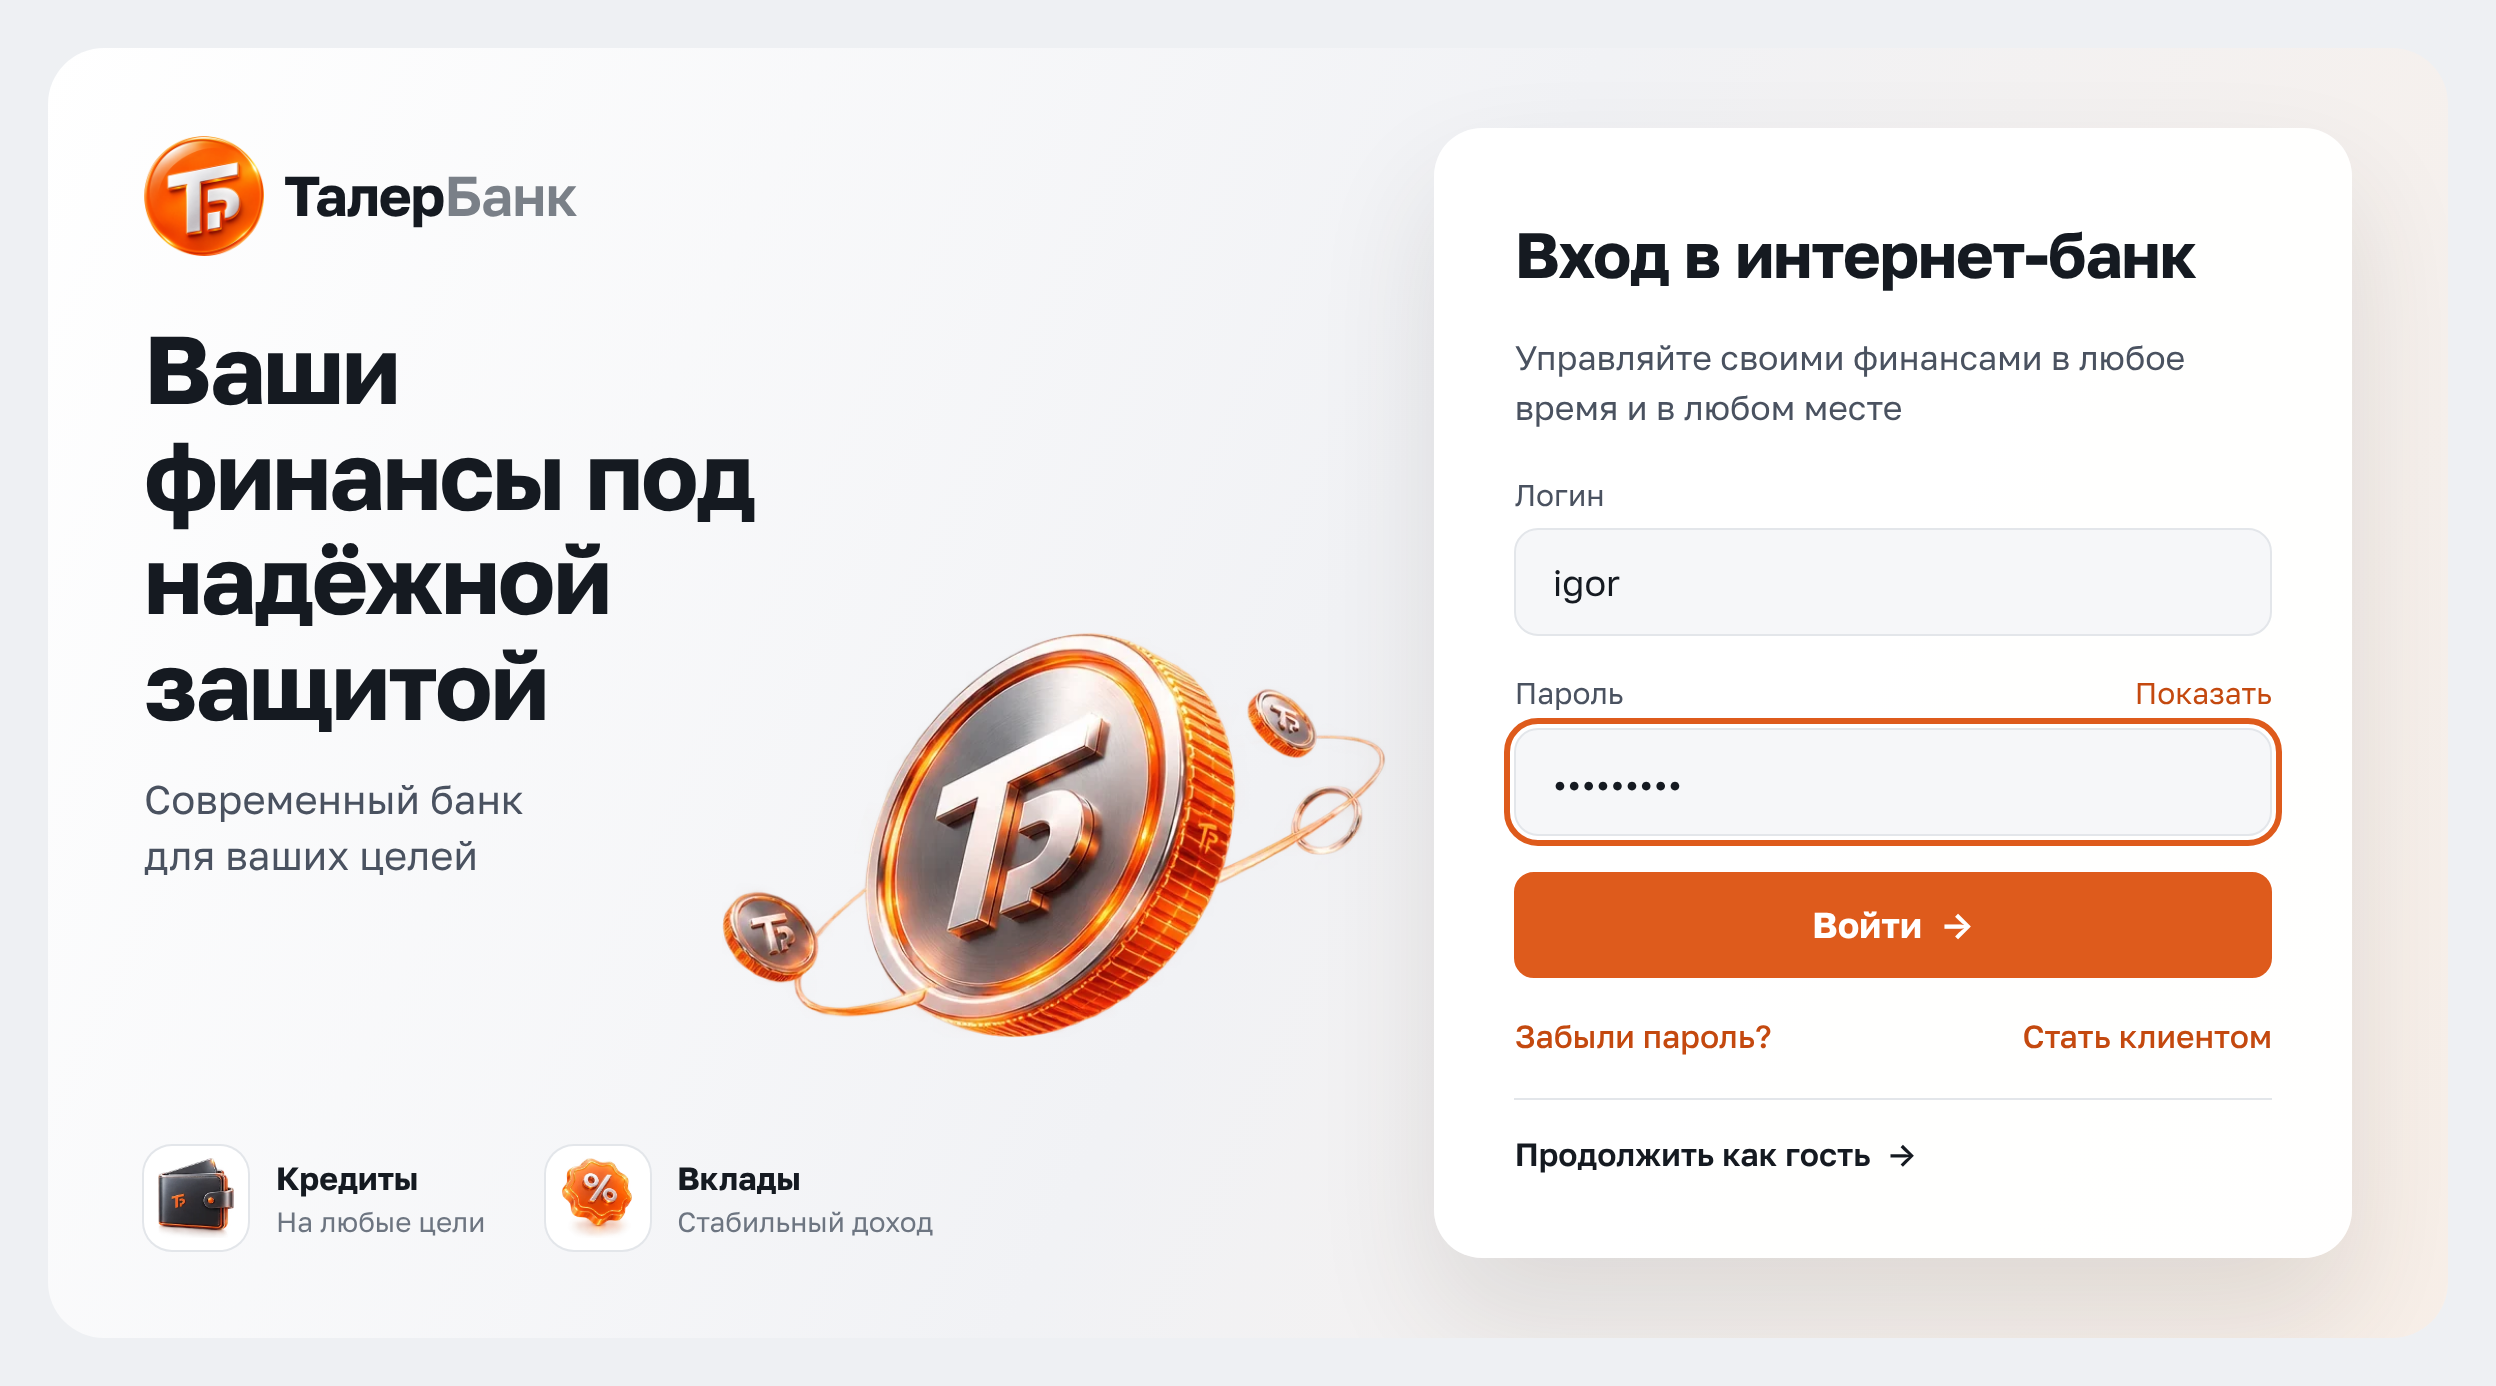 ТалерБанк
Ваши
финансы под
надёжной
защитой
Современный банк
для ваших целей
Кредиты
На любые цели
Вклады
Стабильный доход
Вход в интернет-банк
Управляйте своими финансами в любое
время и в любом месте
Логин
igor
Пароль
Показать
•••••••••
Войти →
Забыли пароль?
Стать клиентом
Продолжить как гость →